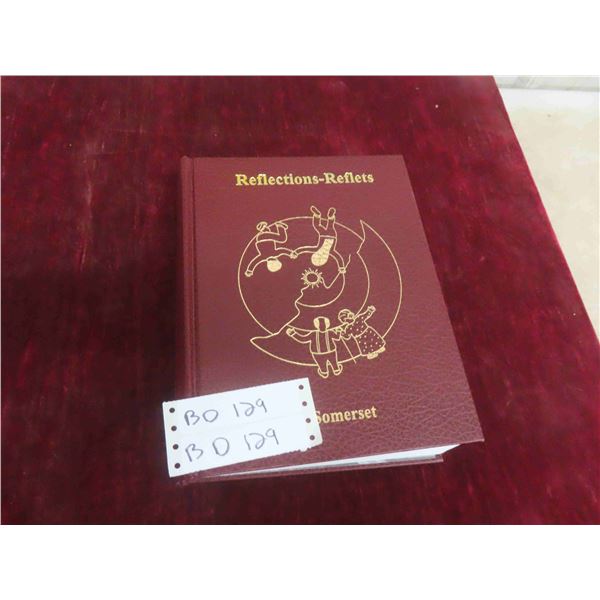 Reflections-Reflets
Somerset
BO 129
BD 129